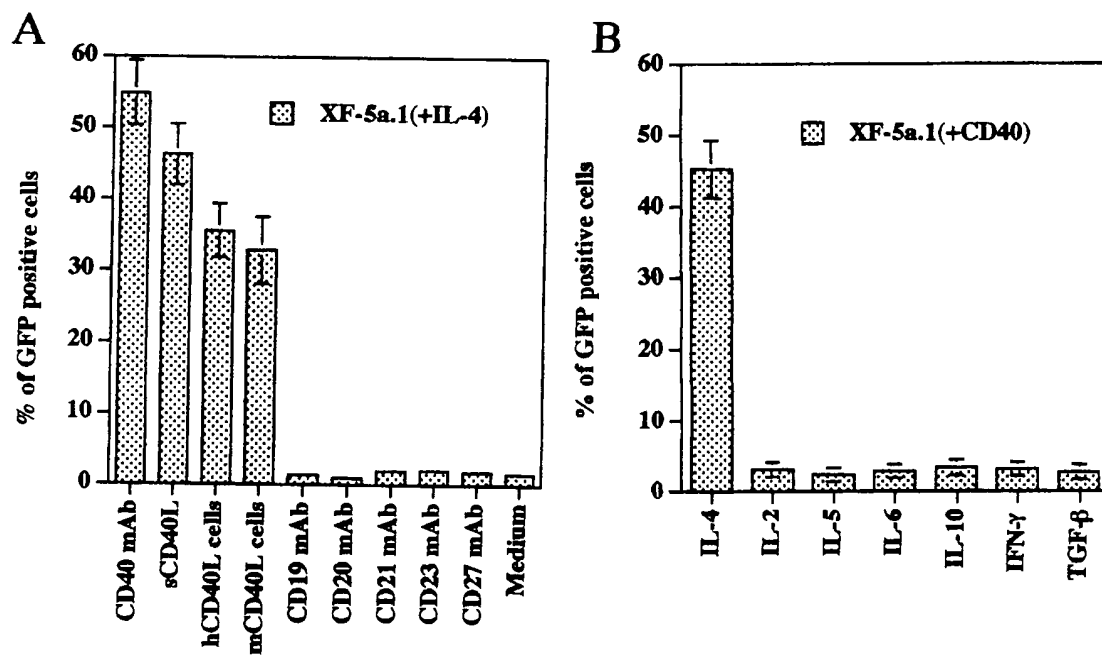 A
% of GFP positive cells
60
50
40
30
20
10
0
XF-5a.1(+IL-4)
CD40 mAb
sCD40L
hCD40L cells
mCD40L cells
CD19 mAb
CD20 mAb
CD21 mAb
CD23 mAb
CD27 mAb
Medium
B
% of GFP positive cells
60
50
40
30
20
10
0
XF-5a.1(+CD40)
IL-4
IL-2
IL-5
IL-6
IL-10
IFN-γ
TGF-β